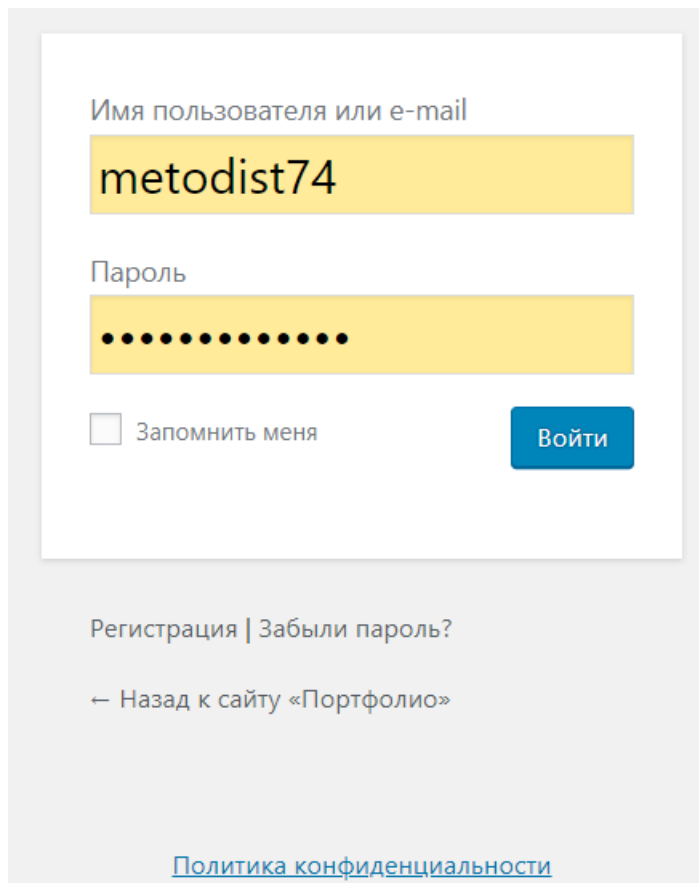 Имя пользователя или e-mail
metodist74
Пароль
•••••••••••••
Запомнить меня
Войти
Регистрация | Забыли пароль?
← Назад к сайту «Портфолио»
Политика конфиденциальности